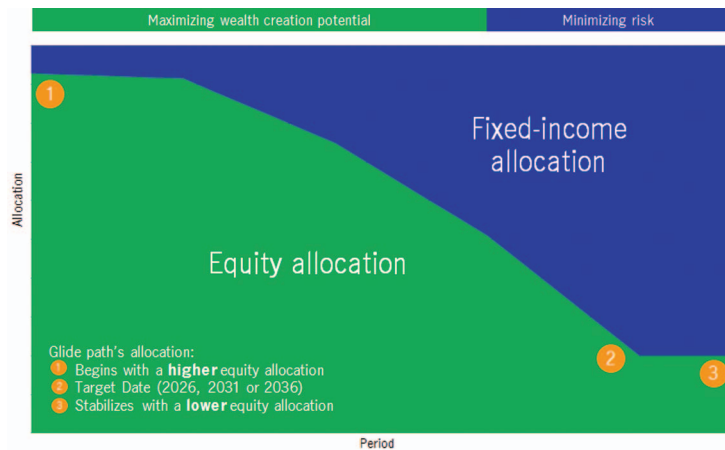 Maximizing wealth creation potential
Minimizing risk
1
Fixed-income
allocation
Allocation
Equity allocation
Glide path's allocation:
1 Begins with a higher equity allocation
2 Target Date (2026, 2031 or 2036)
3 Stabilizes with a lower equity allocation
2
3
Period